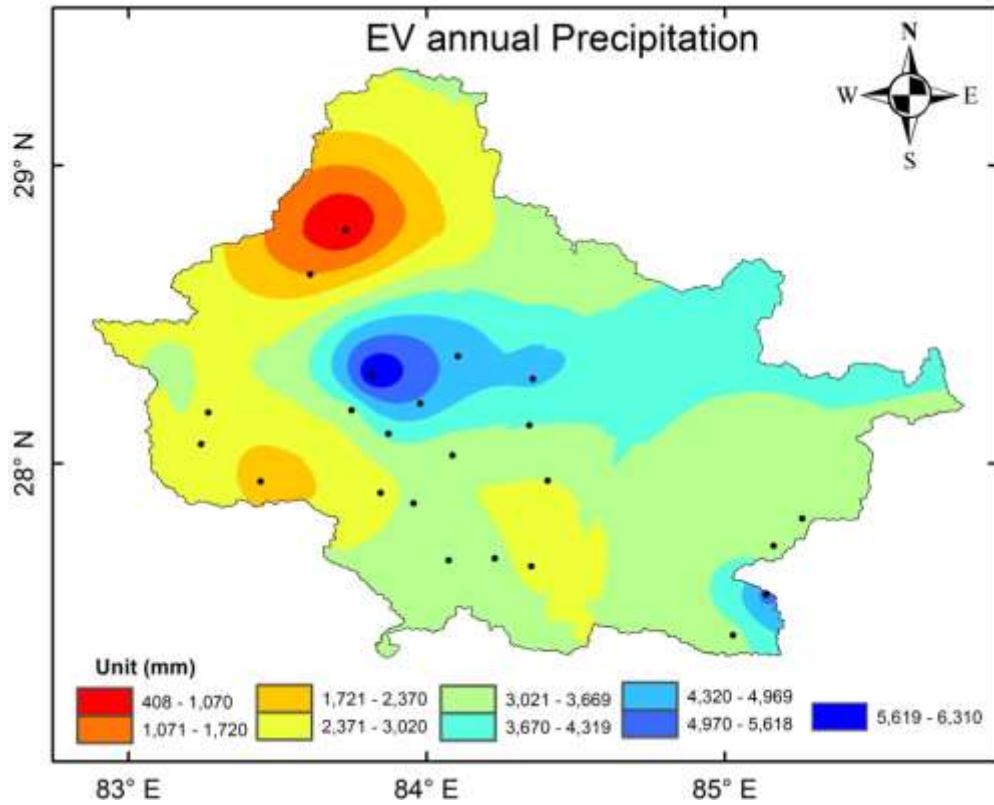 EV annual Precipitation
N
W E
S
29° N
28° N
Unit (mm)
408 - 1,070
1,071 - 1,720
1,721 - 2,370
2,371 - 3,020
3,021 - 3,669
3,670 - 4,319
4,320 - 4,969
4,970 - 5,618
5,619 - 6,310
83° E 84° E 85° E